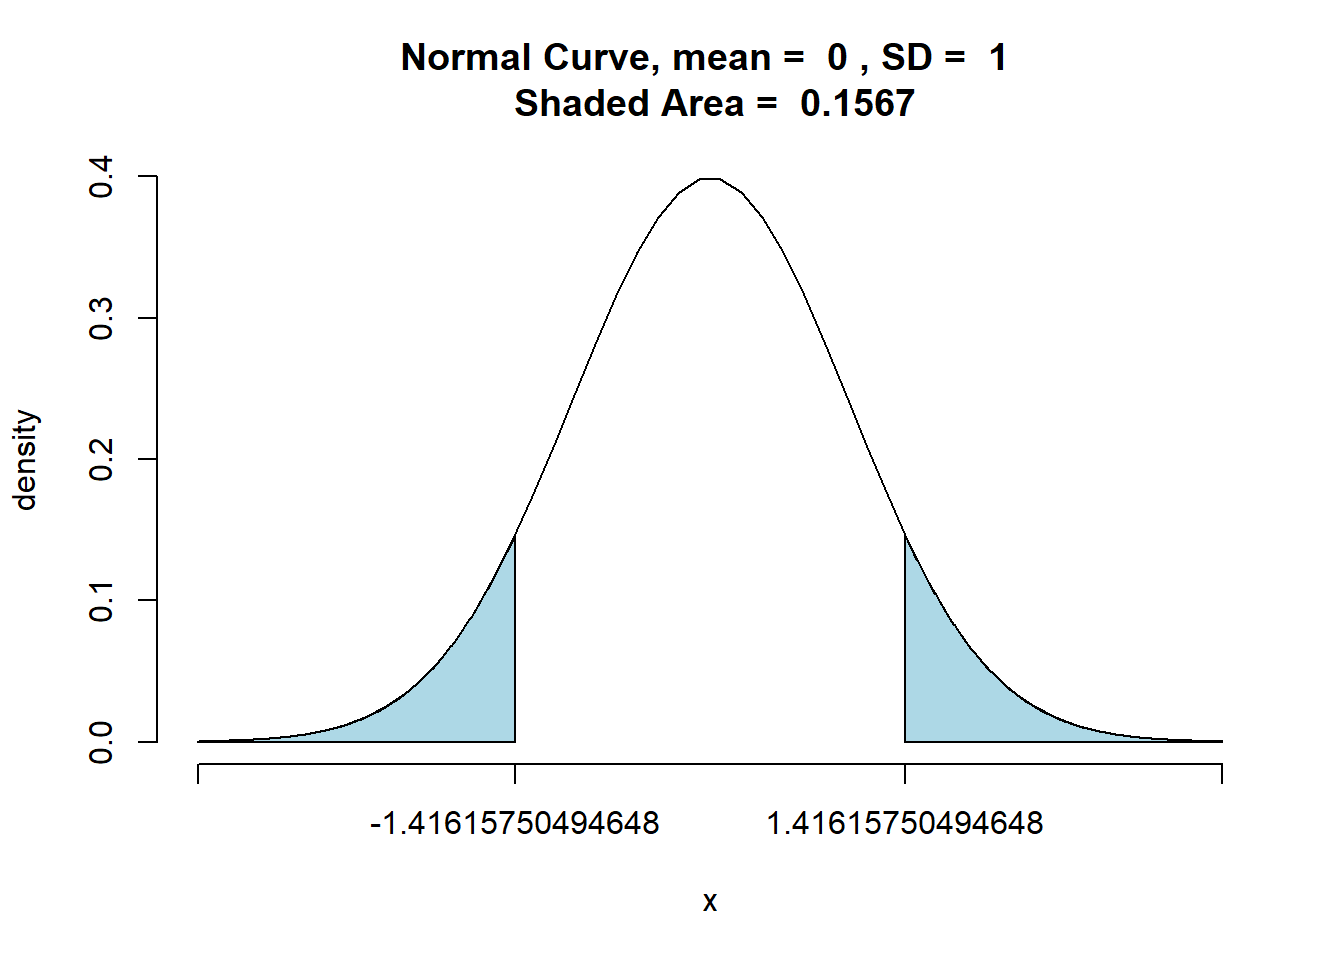 Normal Curve, mean =  0 , SD =  1
Shaded Area =  0.1567
0.4
0.3
0.2
0.1
0.0
density
-1.41615750494648
1.41615750494648
x